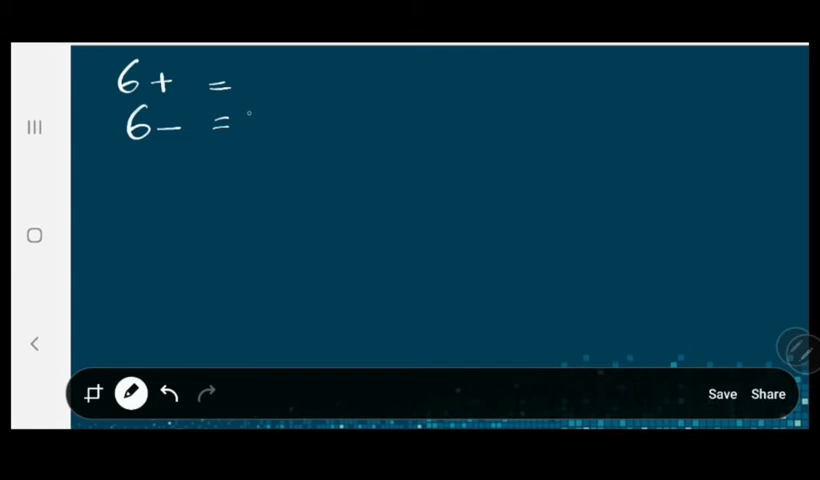 6+ =
6- =
Save Share